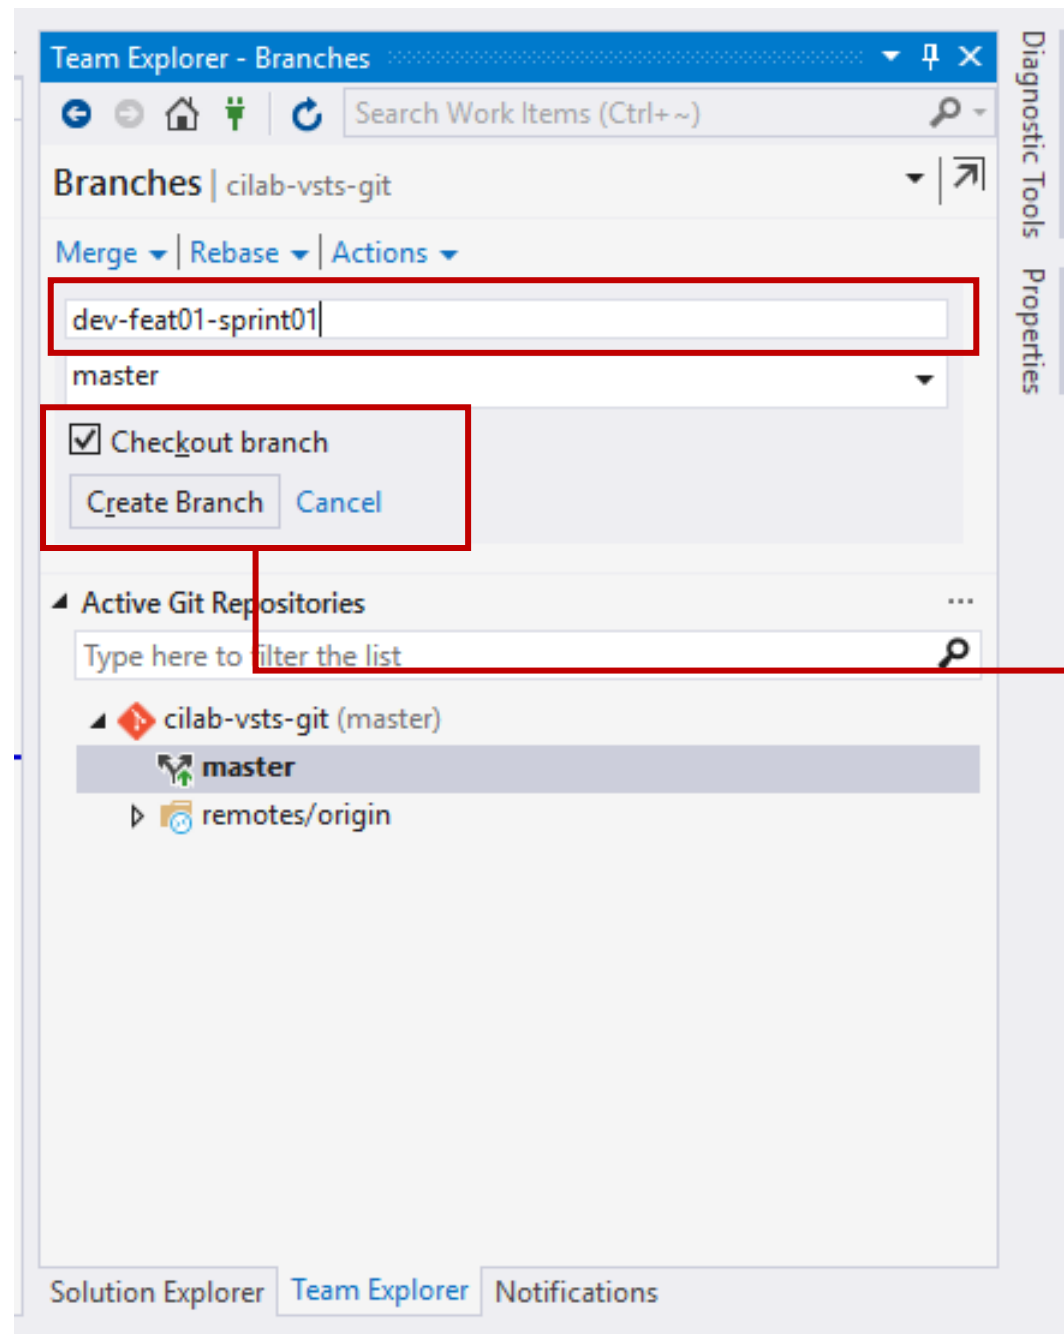 Team Explorer - Branches
Search Work Items (Ctrl+~)
Branches | cilab-vsts-git
Merge | Rebase | Actions
dev-feat01-sprint01
master
Checkout branch
Create Branch Cancel
Active Git Repositories ...
Type here to filter the list
cilab-vsts-git (master)
master
remotes/origin
Solution Explorer Team Explorer Notifications
Diagnostic Tools
Properties